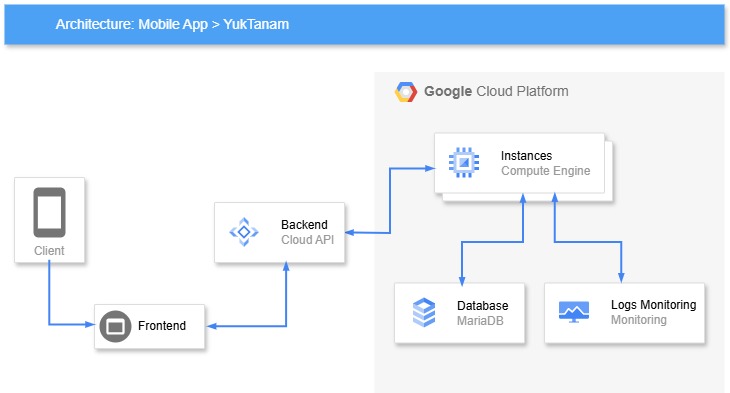 Architecture: Mobile App > YukTanam
Google Cloud Platform
Instances
Compute Engine
Client
Backend
Cloud API
Frontend
Database
MariaDB
Logs Monitoring
Monitoring